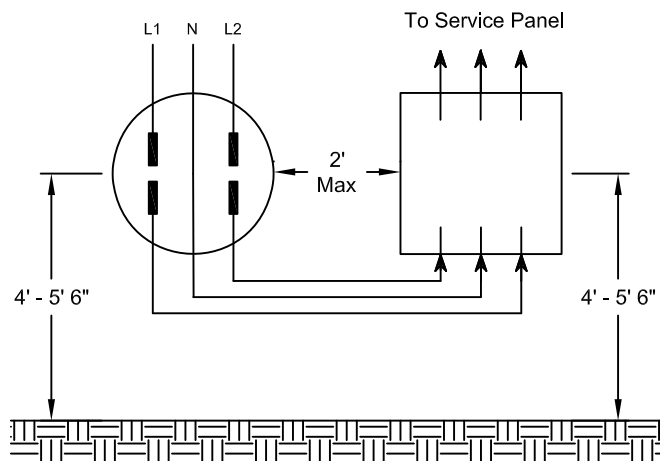 To Service Panel
L1 N L2
2'
Max
4' - 5' 6" 4' - 5' 6"